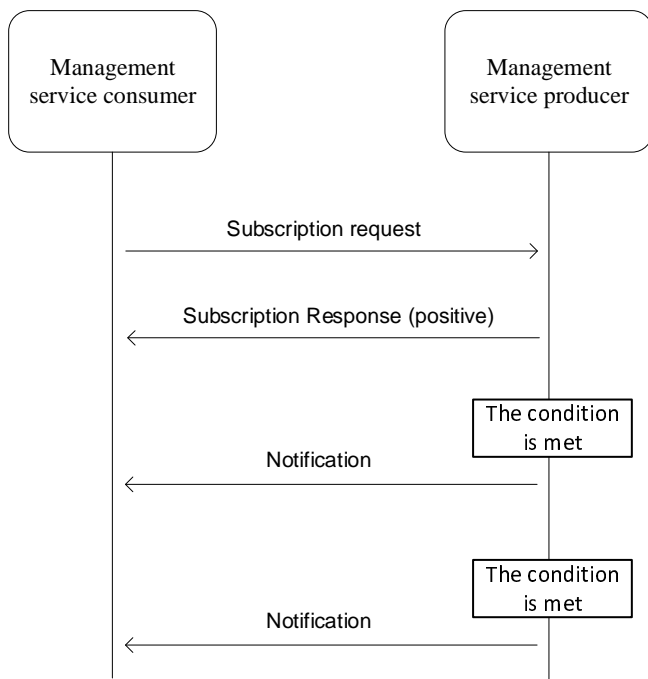 Management
service consumer
Management
service producer
Subscription request
Subscription Response (positive)
The condition
is met
Notification
The condition
is met
Notification